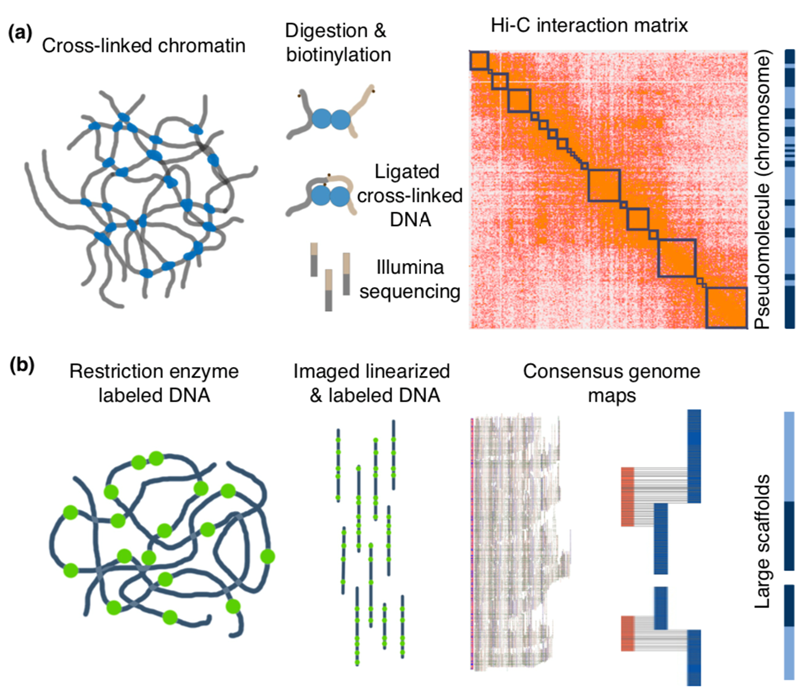 (a)
Cross-linked chromatin
Digestion &
biotinylation
Hi-C interaction matrix
Ligated
cross-linked
DNA
Illumina
sequencing
Pseudomolecule (chromosome)
(b)
Restriction enzyme
labeled DNA
Imaged linearized
& labeled DNA
Consensus genome
maps
Large scaffolds